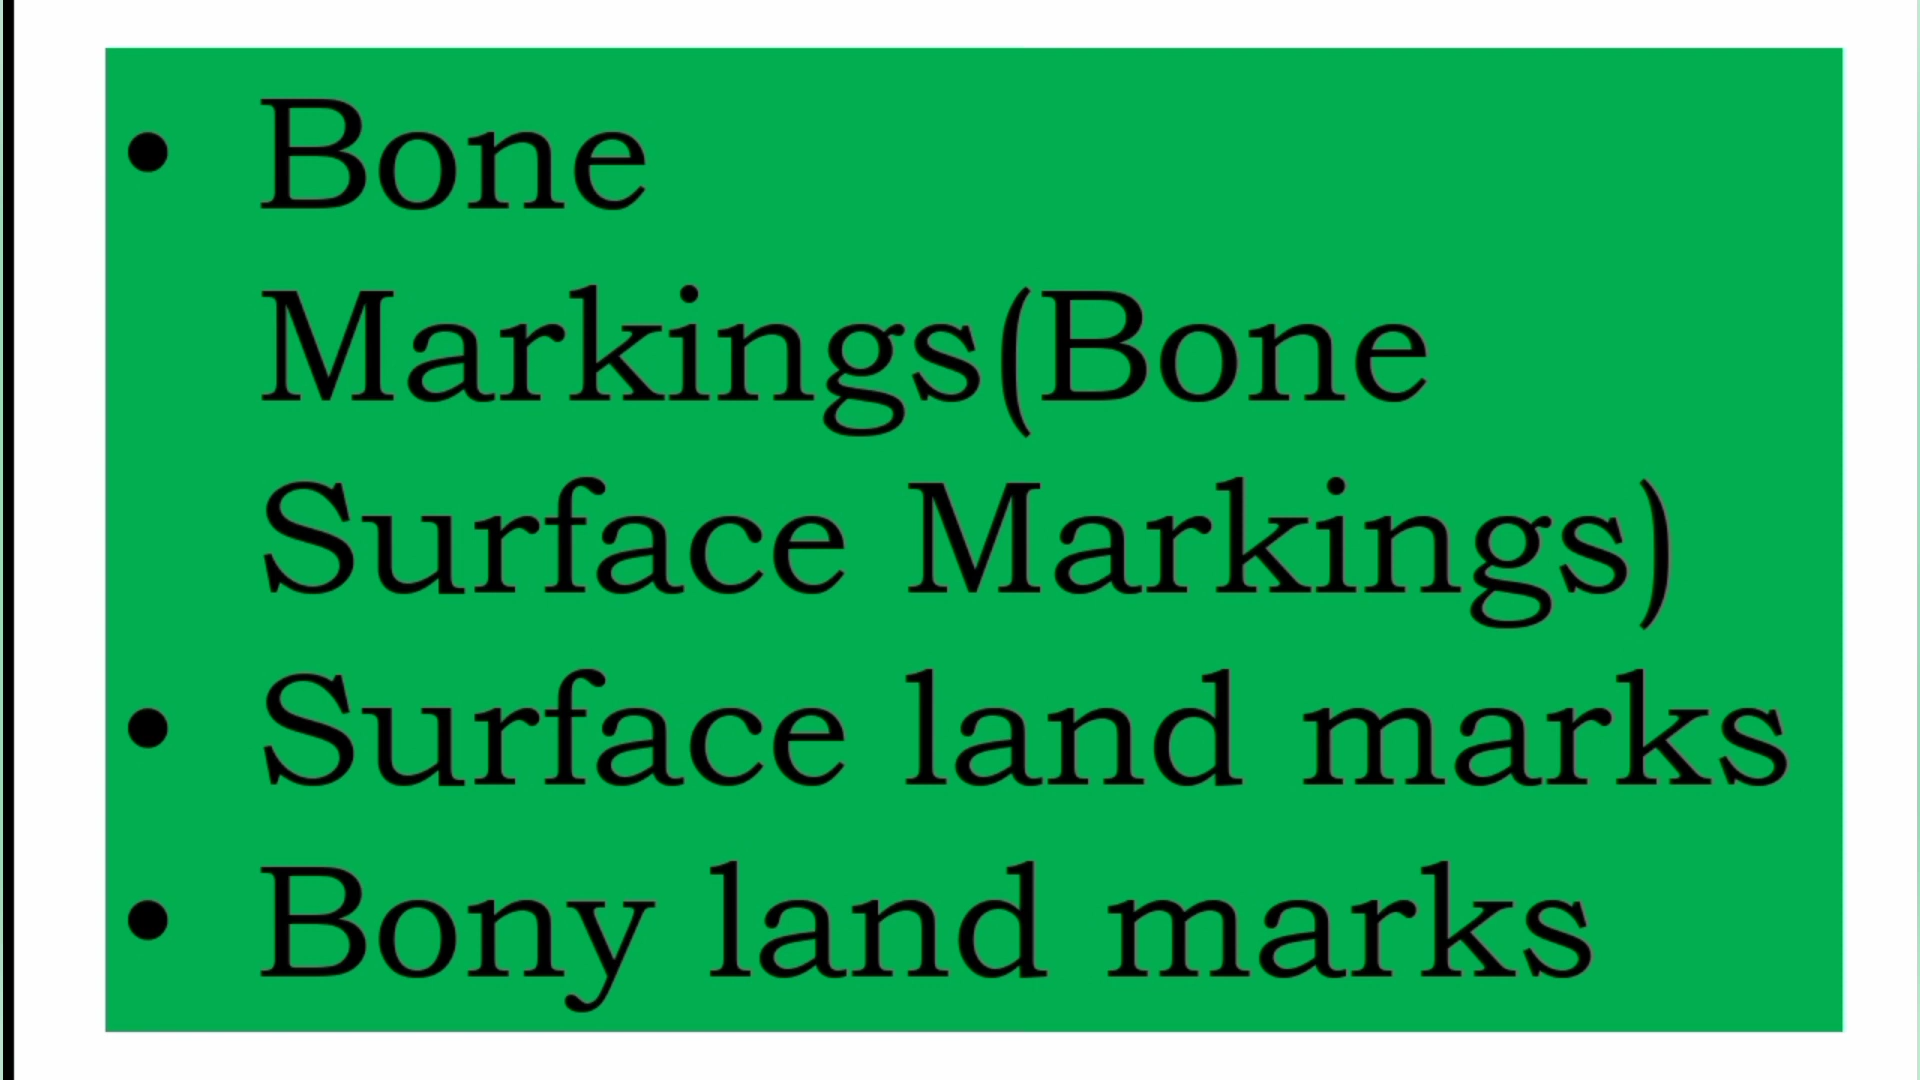 • Bone
Markings(Bone
Surface Markings)
• Surface land marks
• Bony land marks